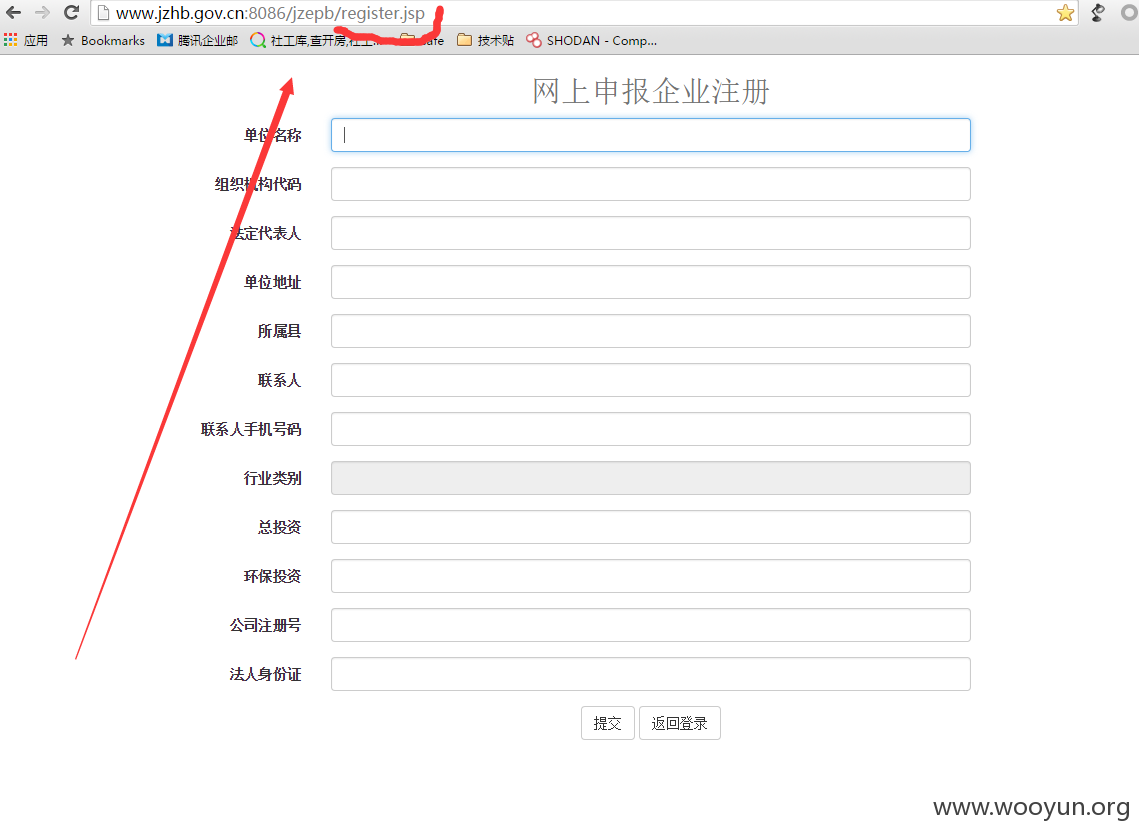 www.jzhb.gov.cn:8086/jzepb/register.jsp
应用 Bookmarks 腾讯企业邮 社工库,查开房,社工... 技术贴 SHODAN - Comp...
网上申报企业注册
单位名称
组织机构代码
法定代表人
单位地址
所属县
联系人
联系人手机号码
行业类别
总投资
环保投资
公司注册号
法人身份证
提交 返回登录
www.wooyun.org